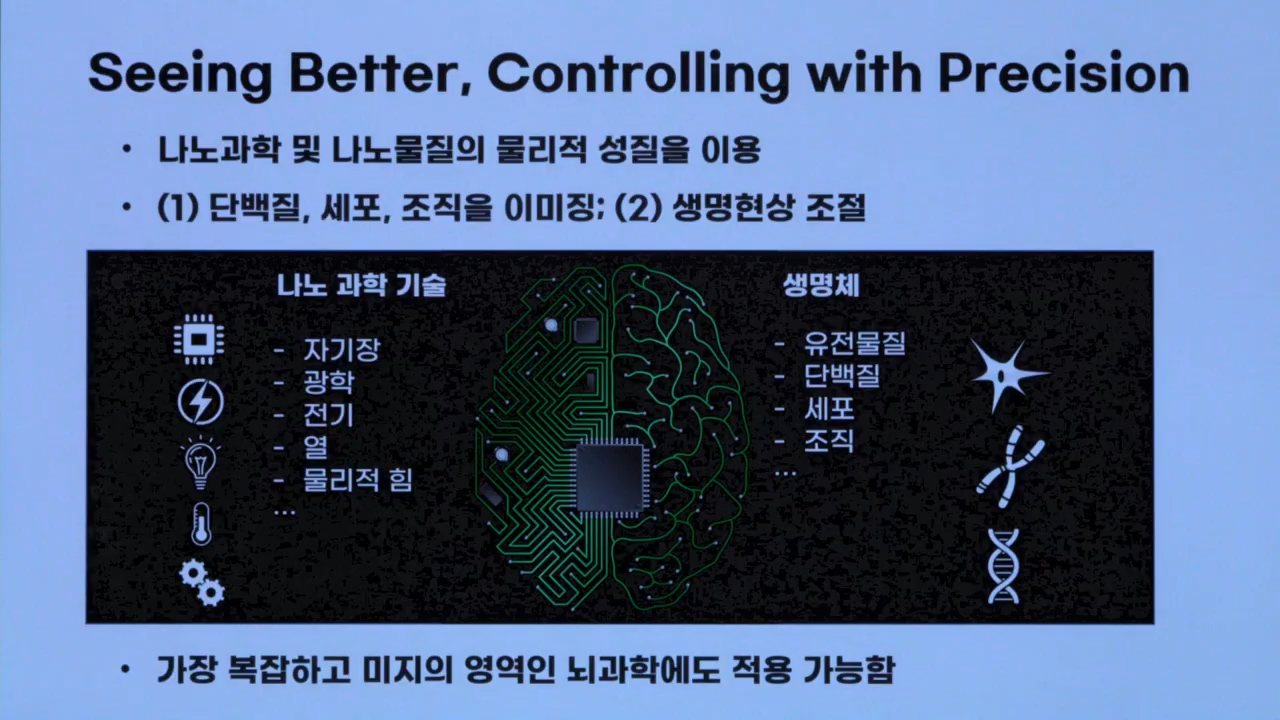 Seeing Better, Controlling with Precision
• 나노과학 및 나노물질의 물리적 성질을 이용
• (1) 단백질, 세포, 조직을 이미징; (2) 생명현상 조절
나노 과학 기술
- 자기장
- 광학
- 전기
- 열
- 물리적 힘
...
생명체
- 유전물질
- 단백질
- 세포
- 조직
...
• 가장 복잡하고 미지의 영역인 뇌과학에도 적용 가능함